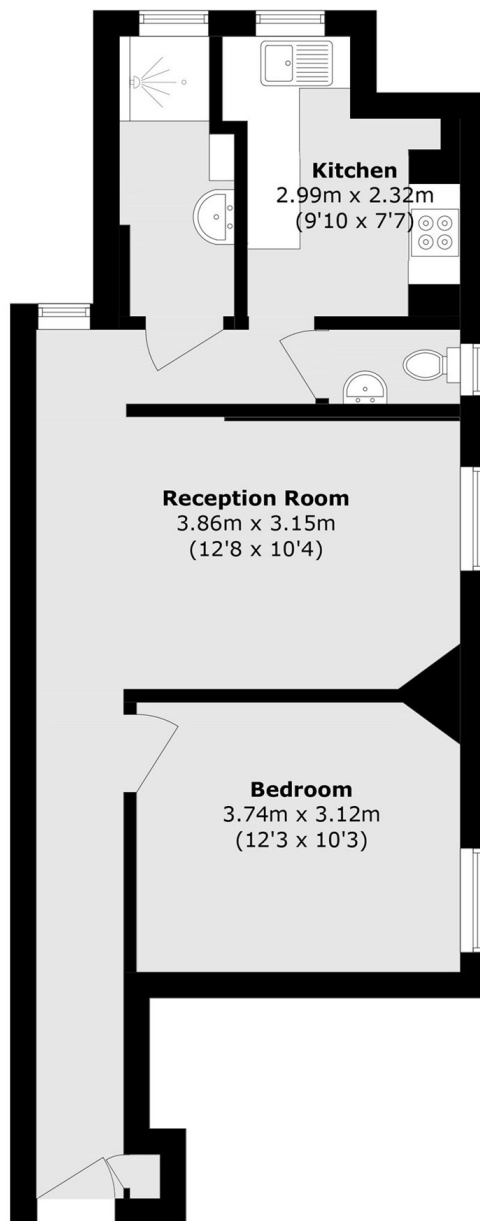 Kitchen
2.99m x 2.32m
(9'10 x 7'7)
Reception Room
3.86m x 3.15m
(12'8 x 10'4)
Bedroom
3.74m x 3.12m
(12'3 x 10'3)